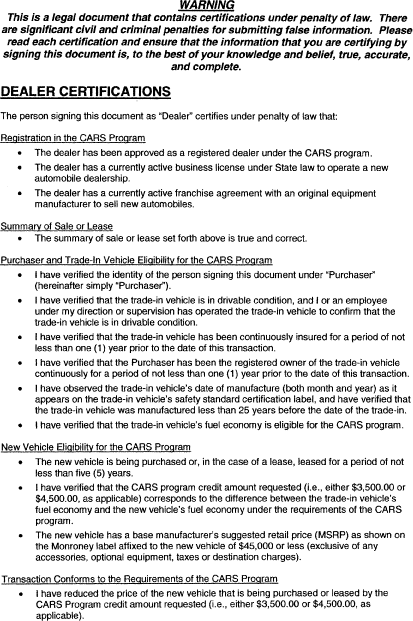 WARNING
This is a legal document that contains certifications under penalty of law.  There
are significant civil and criminal penalties for submitting false information.  Please
read each certification and ensure that the information that you are certifying by
signing this document is, to the best of your knowledge and belief, true, accurate,
and complete.
DEALER CERTIFICATIONS
The person signing this document as "Dealer" certifies under penalty of law that:
Registration in the CARS Program
• The dealer has been approved as a registered dealer under the CARS program.
• The dealer has a currently active business license under State law to operate a new
automobile dealership.
• The dealer has a currently active franchise agreement with an original equipment
manufacturer to sell new automobiles.
Summary of Sale or Lease
• The summary of sale or lease set forth above is true and correct.
Purchaser and Trade-In Vehicle Eligibility for the CARS Program
• I have verified the identity of the person signing this document under "Purchaser"
(hereinafter simply "Purchaser").
• I have verified that the trade-in vehicle is in drivable condition, and I or an employee
under my direction or supervision has operated the trade-in vehicle to confirm that the
trade-in vehicle is in drivable condition.
• I have verified that the trade-in vehicle has been continuously insured for a period of not
less than one (1) year prior to the date of this transaction.
• I have verified that the Purchaser has been the registered owner of the trade-in vehicle
continuously for a period of not less than one (1) year prior to the date of this transaction.
• I have observed the trade-in vehicle's date of manufacture (both month and year) as it
appears on the trade-in vehicle's safety standard certification label, and have verified that
the trade-in vehicle was manufactured less than 25 years before the date of the trade-in.
• I have verified that the trade-in vehicle's fuel economy is eligible for the CARS program.
New Vehicle Eligibility for the CARS Program
• The new vehicle is being purchased or, in the case of a lease, leased for a period of not
less than five (5) years.
• I have verified that the CARS program credit amount requested (i.e., either $3,500.00 or
$4,500.00, as applicable) corresponds to the difference between the trade-in vehicle's
fuel economy and the new vehicle's fuel economy under the requirements of the CARS
program.
• The new vehicle has a base manufacturer's suggested retail price (MSRP) as shown on
the Monroney label affixed to the new vehicle of $45,000 or less (exclusive of any
accessories, optional equipment, taxes or destination charges).
Transaction Conforms to the Requirements of the CARS Program
• I have reduced the price of the new vehicle that is being purchased or leased by the
CARS Program credit amount requested (i.e., either $3,500.00 or $4,500.00, as
applicable).